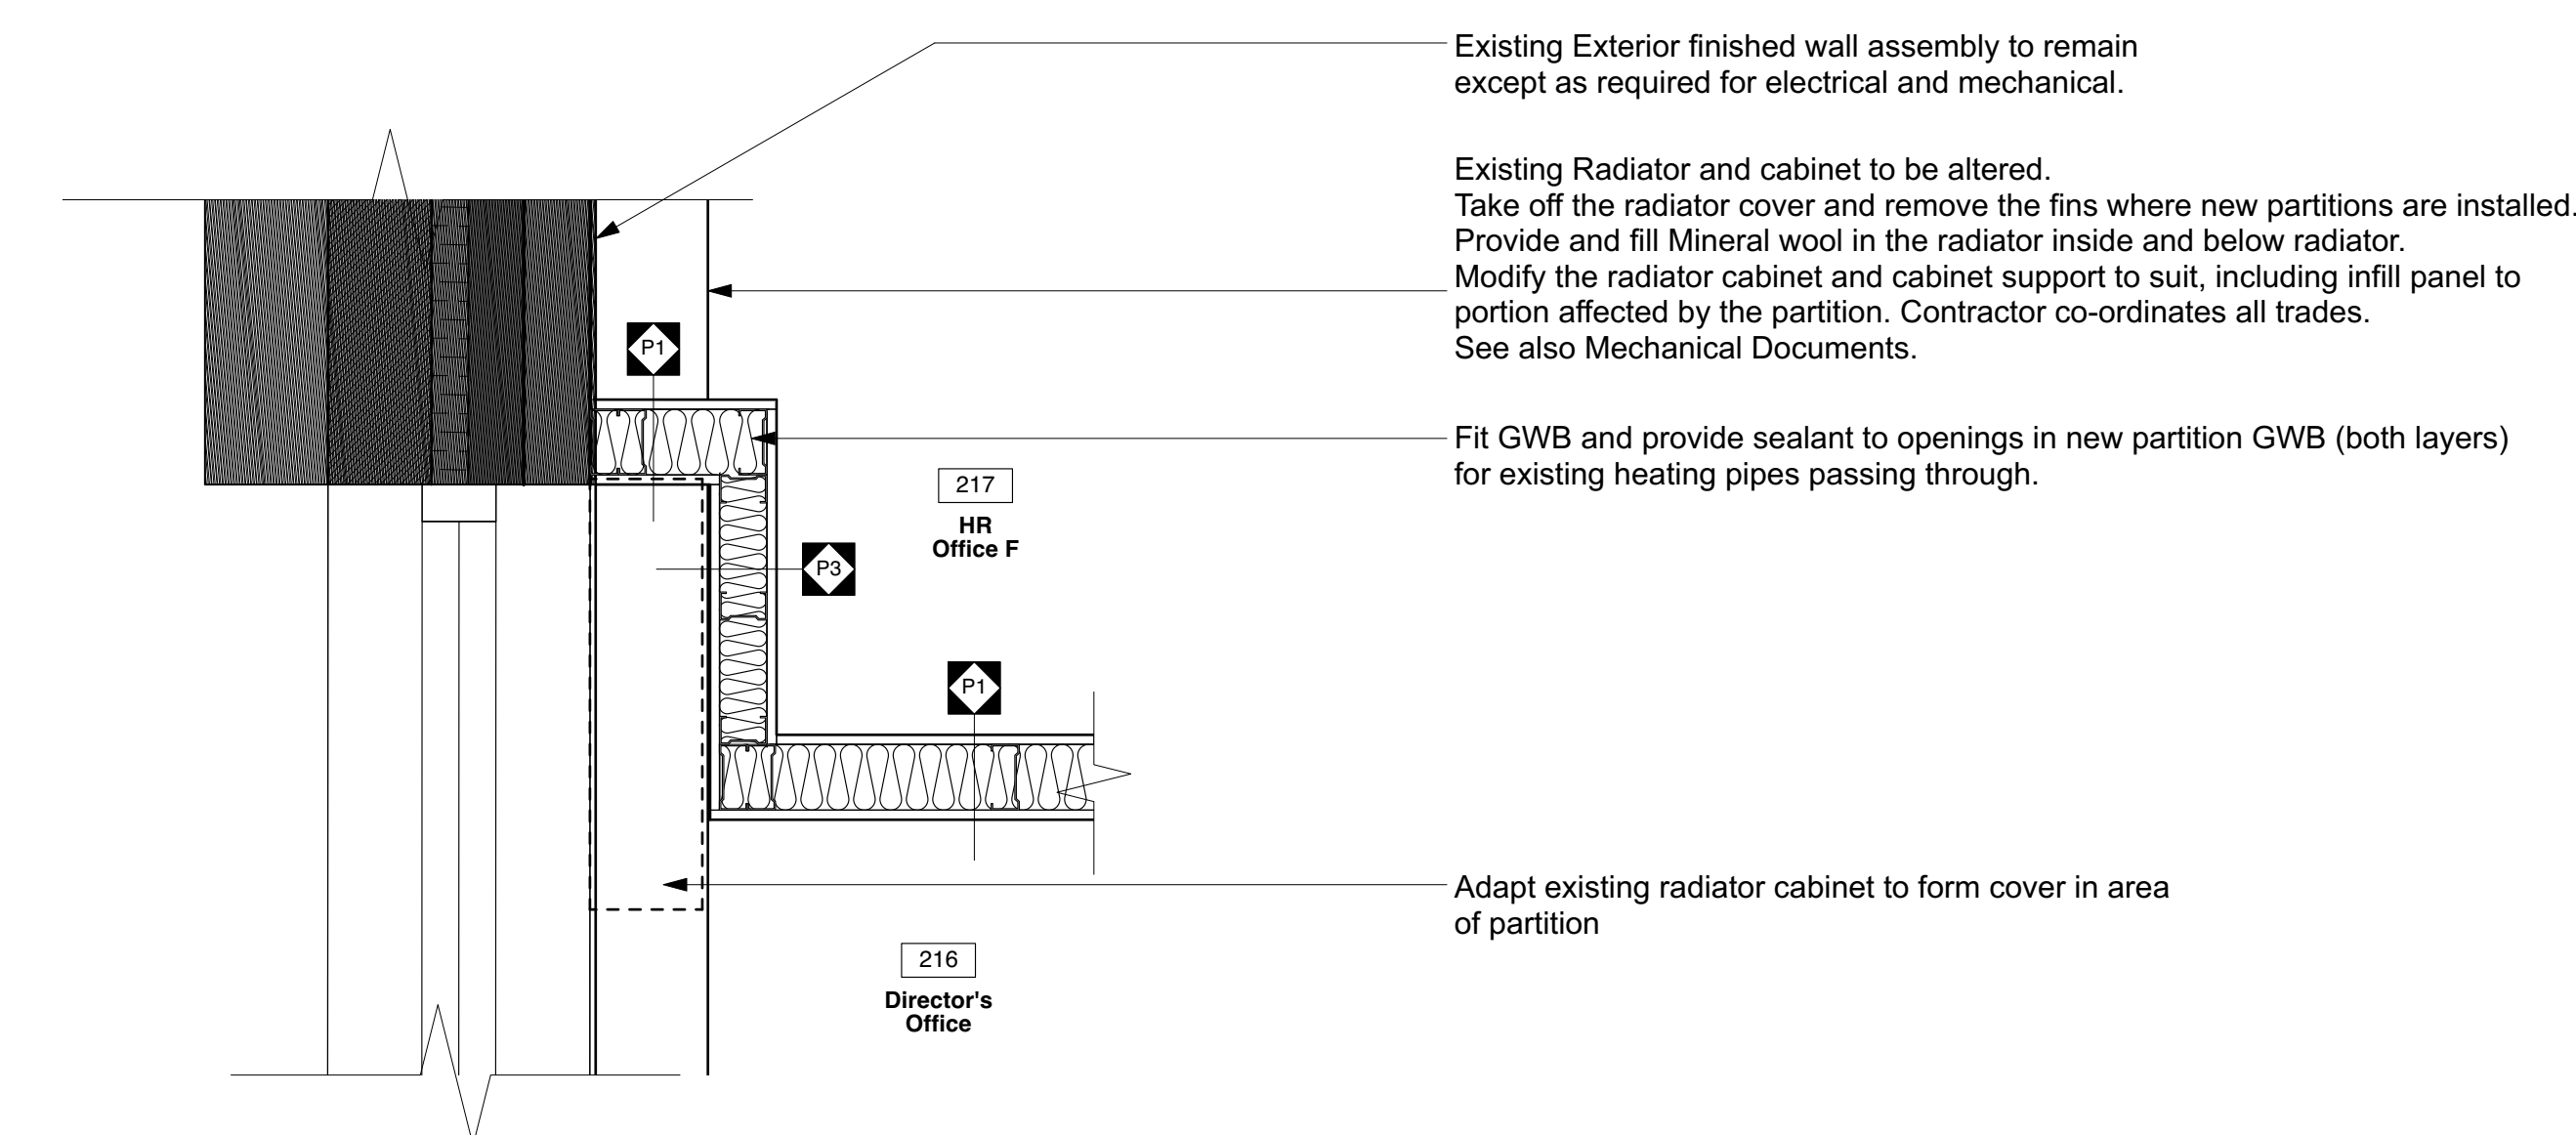 Existing Exterior finished wall assembly to remain
except as required for electrical and mechanical.
Existing Radiator and cabinet to be altered.
Take off the radiator cover and remove the fins where new partitions are installed.
Provide and fill Mineral wool in the radiator inside and below radiator.
Modify the radiator cabinet and cabinet support to suit, including infill panel to
portion affected by the partition. Contractor co-ordinates all trades.
See also Mechanical Documents.
P1
Fit GWB and provide sealant to openings in new partition GWB (both layers)
for existing heating pipes passing through.
217
HR
Office F
P3
P1
Adapt existing radiator cabinet to form cover in area
of partition
216
Director's
Office